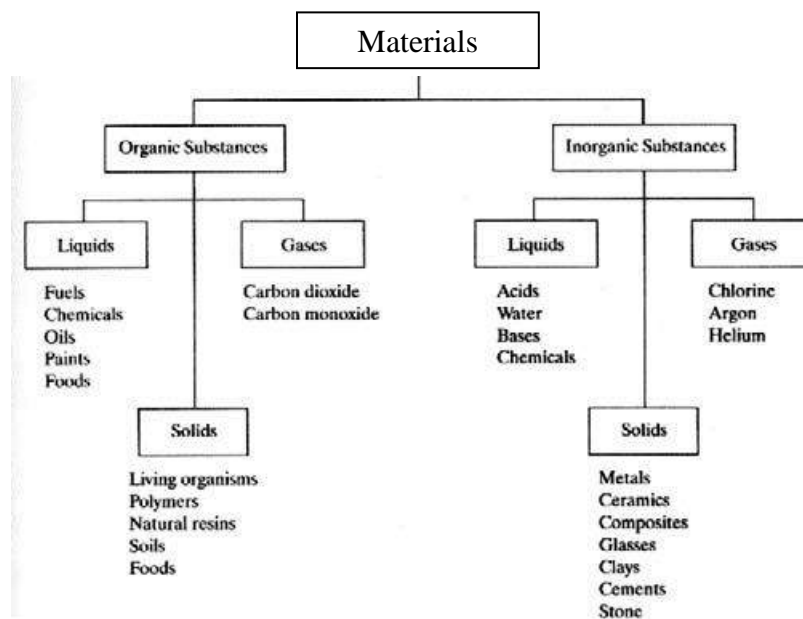 Materials
Organic Substances
Inorganic Substances
Liquids
Fuels
Chemicals
Oils
Paints
Foods
Gases
Carbon dioxide
Carbon monoxide
Solids
Living organisms
Polymers
Natural resins
Soils
Foods
Liquids
Acids
Water
Bases
Chemicals
Gases
Chlorine
Argon
Helium
Solids
Metals
Ceramics
Composites
Glasses
Clays
Cements
Stone